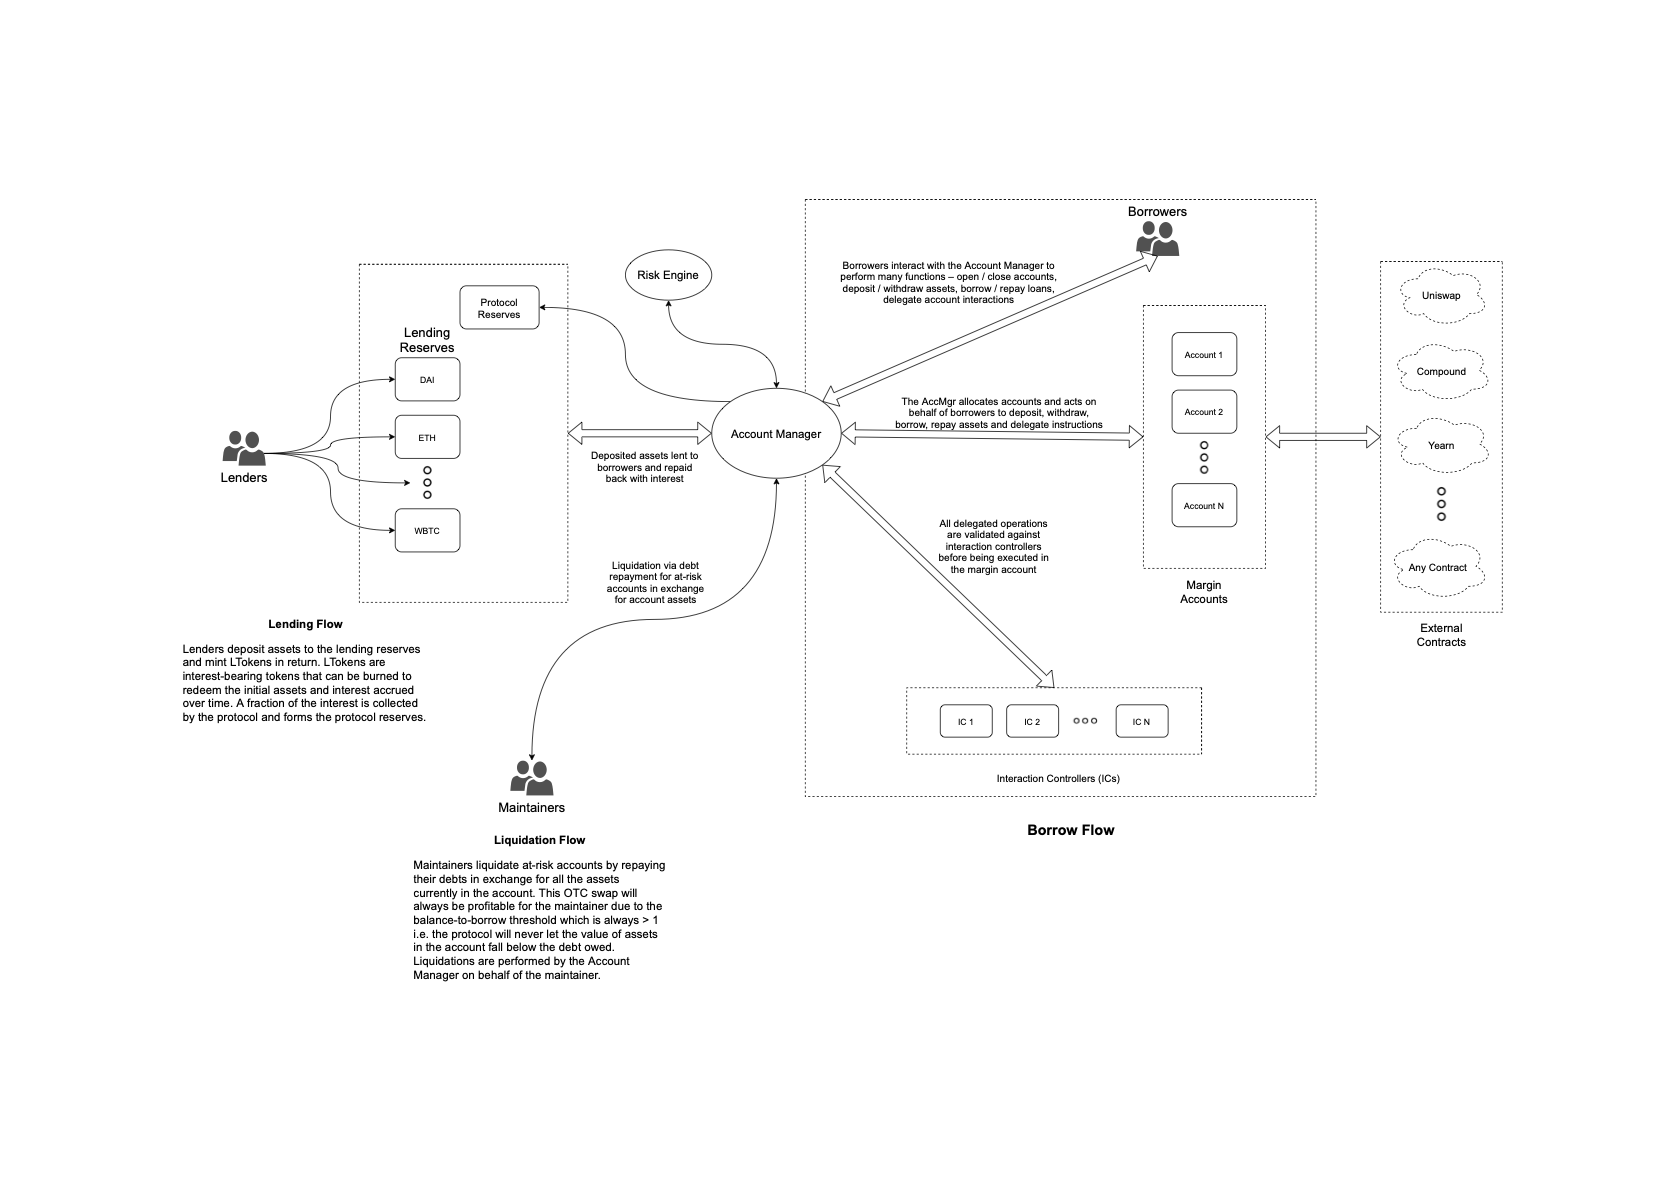 Borrowers
Borrowers interact with the Account Manager to
perform many functions – open / close accounts,
deposit / withdraw assets, borrow / repay loans,
delegate account interactions
Risk Engine
Protocol
Reserves
Lending
Reserves
DAI
ETH
WBTC
Lenders
Account Manager
Deposited assets lent to
borrowers and repaid
back with interest
The AccMgr allocates accounts and acts on
behalf of borrowers to deposit, withdraw,
borrow, repay assets and delegate instructions
Account 1
Account 2
Account N
Margin
Accounts
Uniswap
Compound
Yearn
Any Contract
External
Contracts
All delegated operations
are validated against
interaction controllers
before being executed in
the margin account
Liquidation via debt
repayment for at-risk
accounts in exchange
for account assets
Lending Flow
Lenders deposit assets to the lending reserves
and mint LTokens in return. LTokens are
interest-bearing tokens that can be burned to
redeem the initial assets and interest accrued
over time. A fraction of the interest is collected
by the protocol and forms the protocol reserves.
IC 1
IC 2
IC N
Interaction Controllers (ICs)
Borrow Flow
Maintainers
Liquidation Flow
Maintainers liquidate at-risk accounts by repaying
their debts in exchange for all the assets
currently in the account. This OTC swap will
always be profitable for the maintainer due to the
balance-to-borrow threshold which is always > 1
i.e. the protocol will never let the value of assets
in the account fall below the debt owed.
Liquidations are performed by the Account
Manager on behalf of the maintainer.